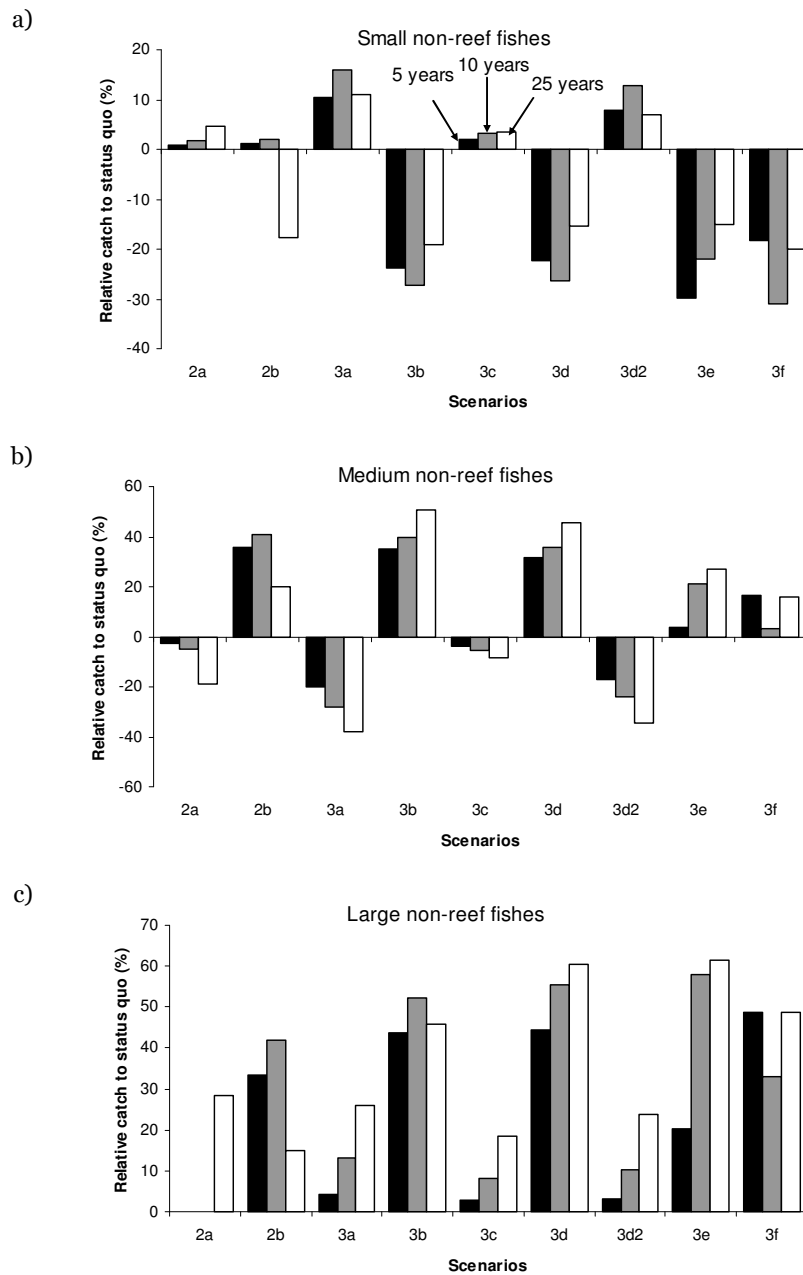 a)
Small non-reef fishes
Relative catch to status quo (%)
20
10
0
-10
-20
-30
-40
5 years
10 years
25 years
2a 2b 3a 3b 3c 3d 3d2 3e 3f
Scenarios
b)
Medium non-reef fishes
Relative catch to status quo (%)
60
40
20
0
-20
-40
-60
2a 2b 3a 3b 3c 3d 3d2 3e 3f
Scenarios
c)
Large non-reef fishes
Relative catch to status quo (%)
70
60
50
40
30
20
10
0
2a 2b 3a 3b 3c 3d 3d2 3e 3f
Scenarios